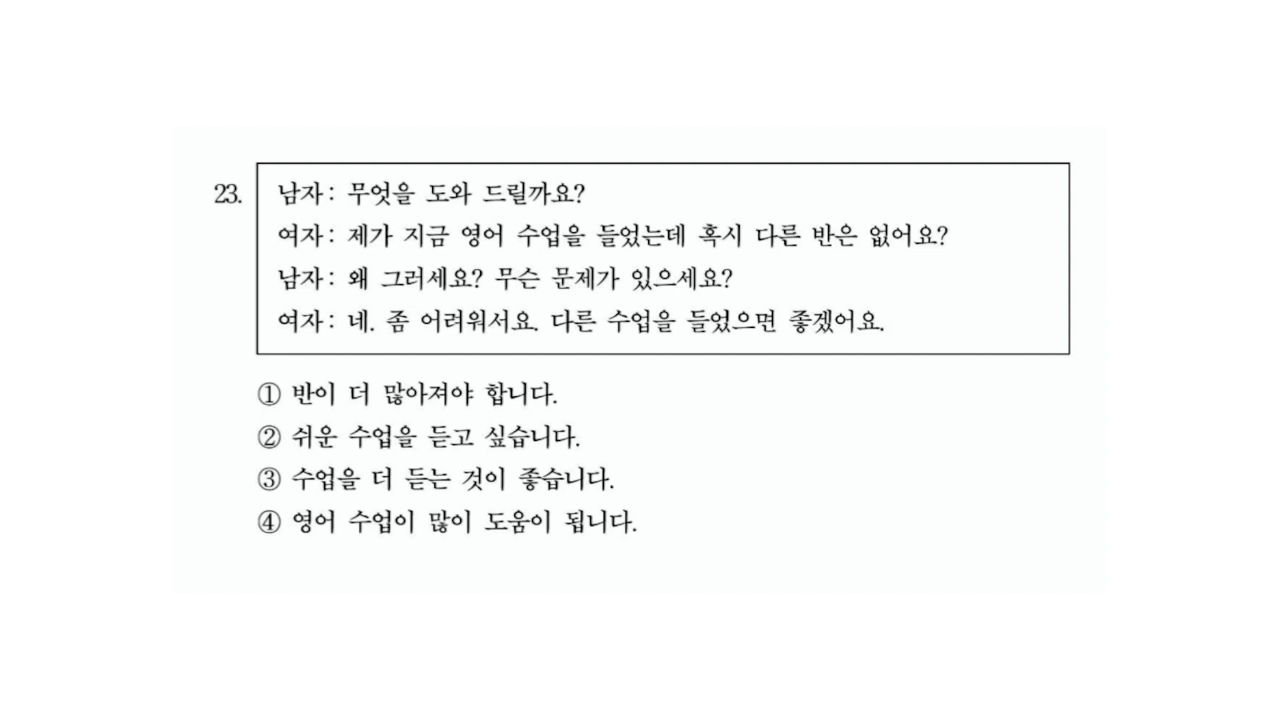 23.
남자: 무엇을 도와 드릴까요?
여자: 제가 지금 영어 수업을 들었는데 혹시 다른 반은 없어요?
남자: 왜 그러세요? 무슨 문제가 있으세요?
여자: 네. 좀 어려워서요. 다른 수업을 들었으면 좋겠어요.
① 반이 더 많아져야 합니다.
② 쉬운 수업을 듣고 싶습니다.
③ 수업을 더 듣는 것이 좋습니다.
④ 영어 수업이 많이 도움이 됩니다.